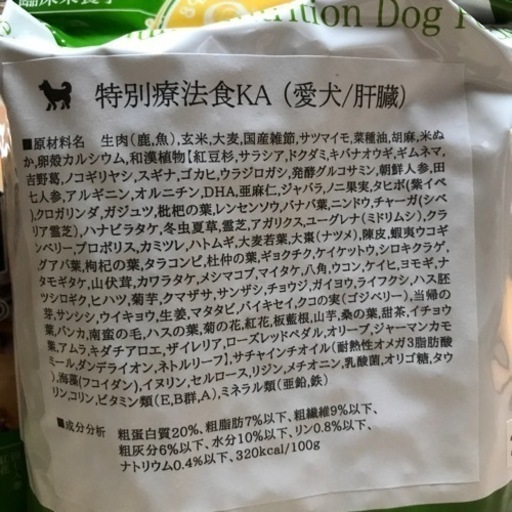 臨床栄養学
Nutrition Dog F
特別療法食KA（愛犬/肝臓）
■原材料名 生肉（鹿,魚）,玄米,大麦,国産雑節,サツマイモ,菜種油,胡麻,米ぬ
か,卵殻カルシウム,和漢植物【紅豆杉,サラシア,ドクダミキバナオウギ,ギムネマ,
吉野葛,ノコギリヤシ,スギナ,ゴカヒ,ウラジロガシ,発酵グルコサミン,朝鮮人参,田
七人参,アルギニン,オルニチン,DHA,亜麻仁,ジャバラ,ノニ果実,タヒボ(紫イペ
),クロガリンダ,ガジュツ,枇杷の葉,レンセンソウ,バナバ葉,ニンドウ,チャーガ(シベ
リア霊芝),ハナビラタケ,冬虫夏草,霊芝,アガリクス,ユーグレナ(ミドリムシ),クラ
ンベリー,プロポリス,カミツレ,ハトムギ,大麦若葉,大棗(ナツメ),陳皮,蝦夷ウコギ
,グアバ葉,枸杞の葉,タラコンピ,杜仲の葉,ギョクチク,ケイケットウ,シロキクラゲ,
ナタモギタケ,山伏茸,カワラタケ,メシマコブ,マイタケ,八角,ウコン,ケイヒ,ヨモギ,ナ
ツシロギク,ヒハツ,菊芋,クマザサ,サンザシ,チョウジ,ガイヨウ,ライフクシ,ハス胚
芽,サンシシ,ウイキョウ,生姜,マタタビ,バイキセイ,クコの実(ゴジベリー),当帰の
葉,バンカ,南蛮の毛,ハスの葉,菊の花,紅花,板藍根,山芋,桑の葉,甜茶,イチョウ
葉,アムラ,キダチアロエ,ザイレリア,ローズレッドペダル,オリーブ,ジャーマンカモ
ミール,ダンデライオン,ネトルリーフ】,サチャインチオイル(耐熱性オメガ3脂肪酸
),海藻(フコイダン),イヌリン,セルロース,リジン,メチオニン,乳酸菌,オリゴ糖,タウ
リン,コリン,ビタミン類(E,B群,A),ミネラル類(亜鉛,鉄)
■成分分析 粗蛋白質20%、粗脂肪7%以下、粗繊維9%以下、
粗灰分6%以下、水分10%以下、リン0.8%以下、
ナトリウム0.4%以下、320kcal/100g